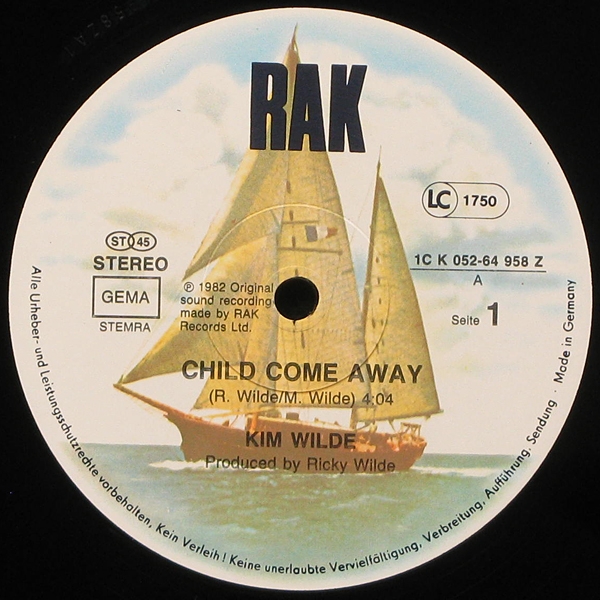 RAK
LC 1750
ST 45
STEREO
GEMA
STEMRA
℗ 1982 Original
sound recording
made by RAK
Records Ltd.
1C K 052-64 958 Z
A
Seite 1
CHILD COME AWAY
(R. Wilde/M. Wilde) 4:04
KIM WILDE
Produced by Ricky Wilde
Alle Urheber- und Leistungsschutzrechte vorbehalten, Kein Verleih! Keine unerlaubte Vervielfältigung, Verbreitung, Aufführung, Sendung · Made in Germany